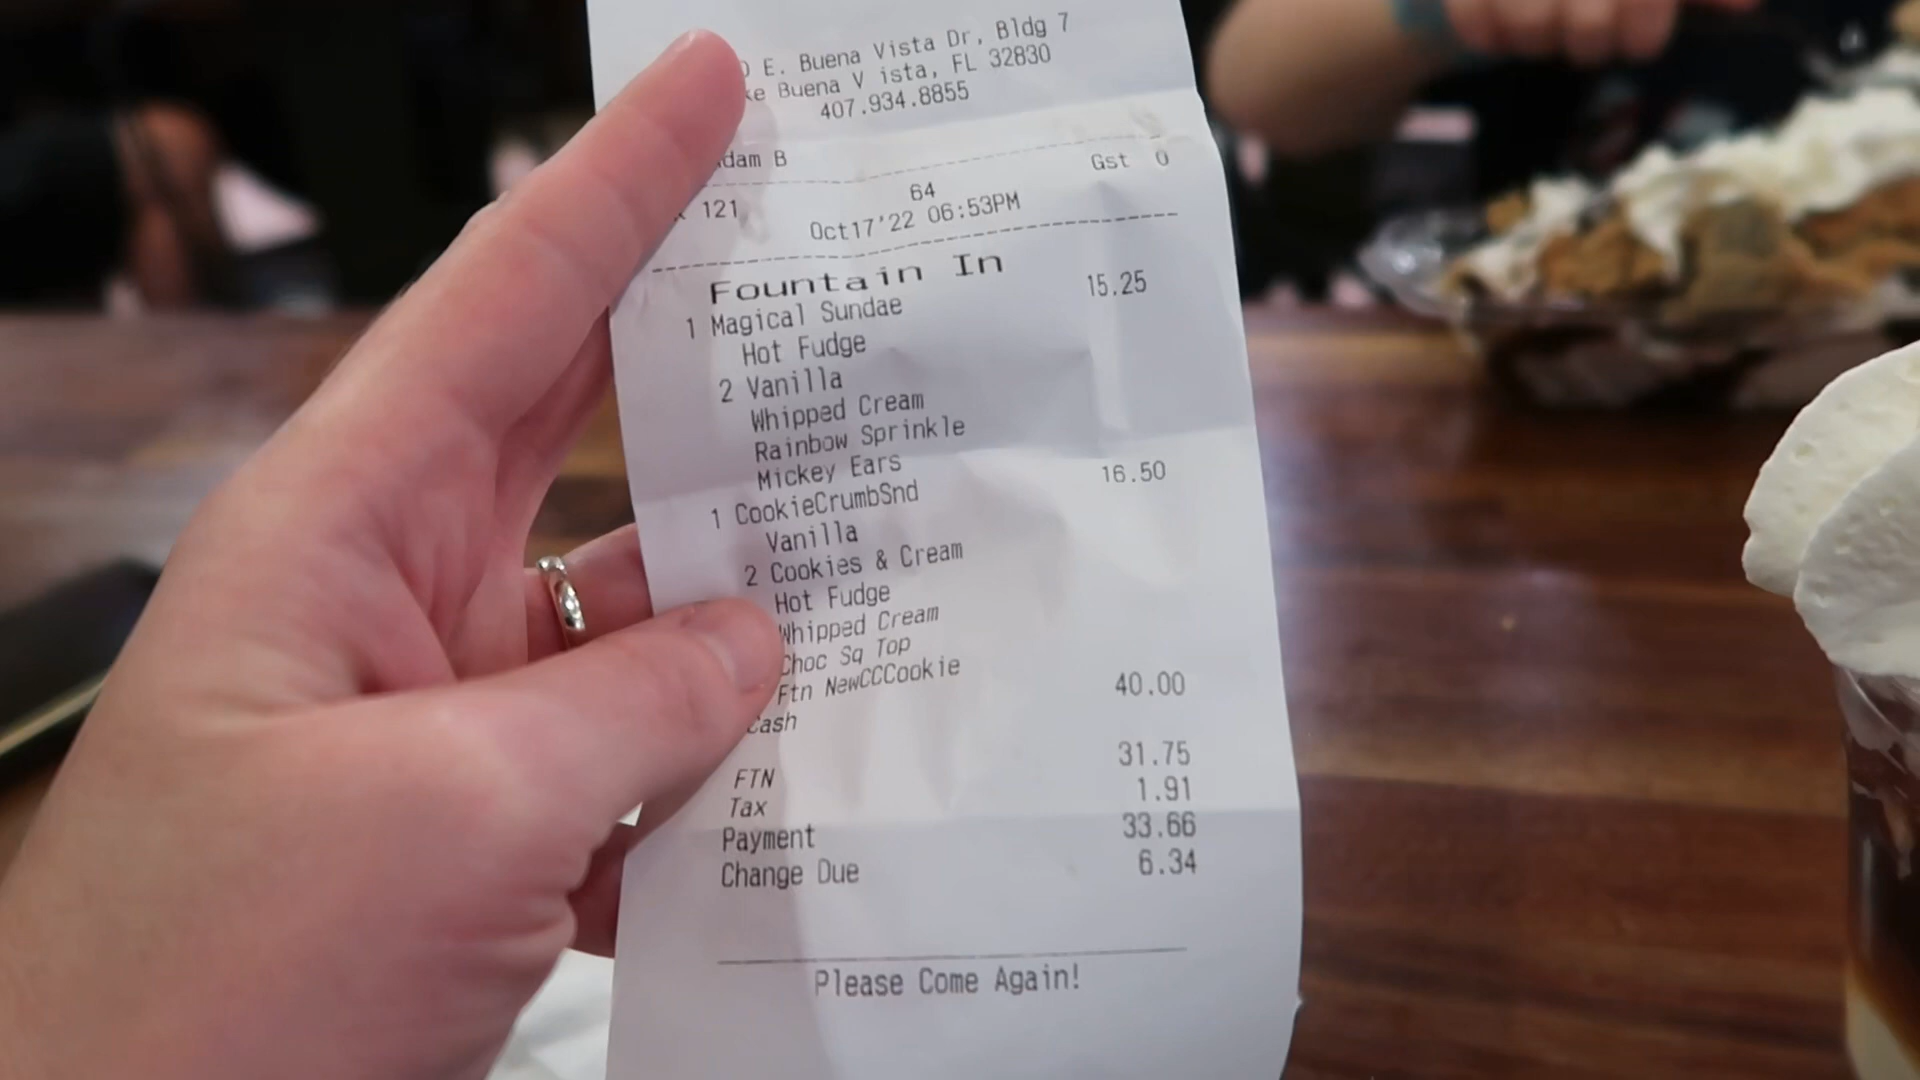 E. Buena Vista Dr, Bldg 7
Buena V ista, FL 32830
407.934.8855
B Gst 0
121 64
Oct17'22 06:53PM
Fountain In
1 Magical Sundae 15.25
Hot Fudge
2 Vanilla
Whipped Cream
Rainbow Sprinkle
Mickey Ears
1 CookieCrumbSnd 16.50
Vanilla
2 Cookies & Cream
Hot Fudge
Whipped Cream
Choc Sq Top
Ftn NewCCCookie
Cash 40.00
FTN 31.75
Tax 1.91
Payment 33.66
Change Due 6.34
Please Come Again!